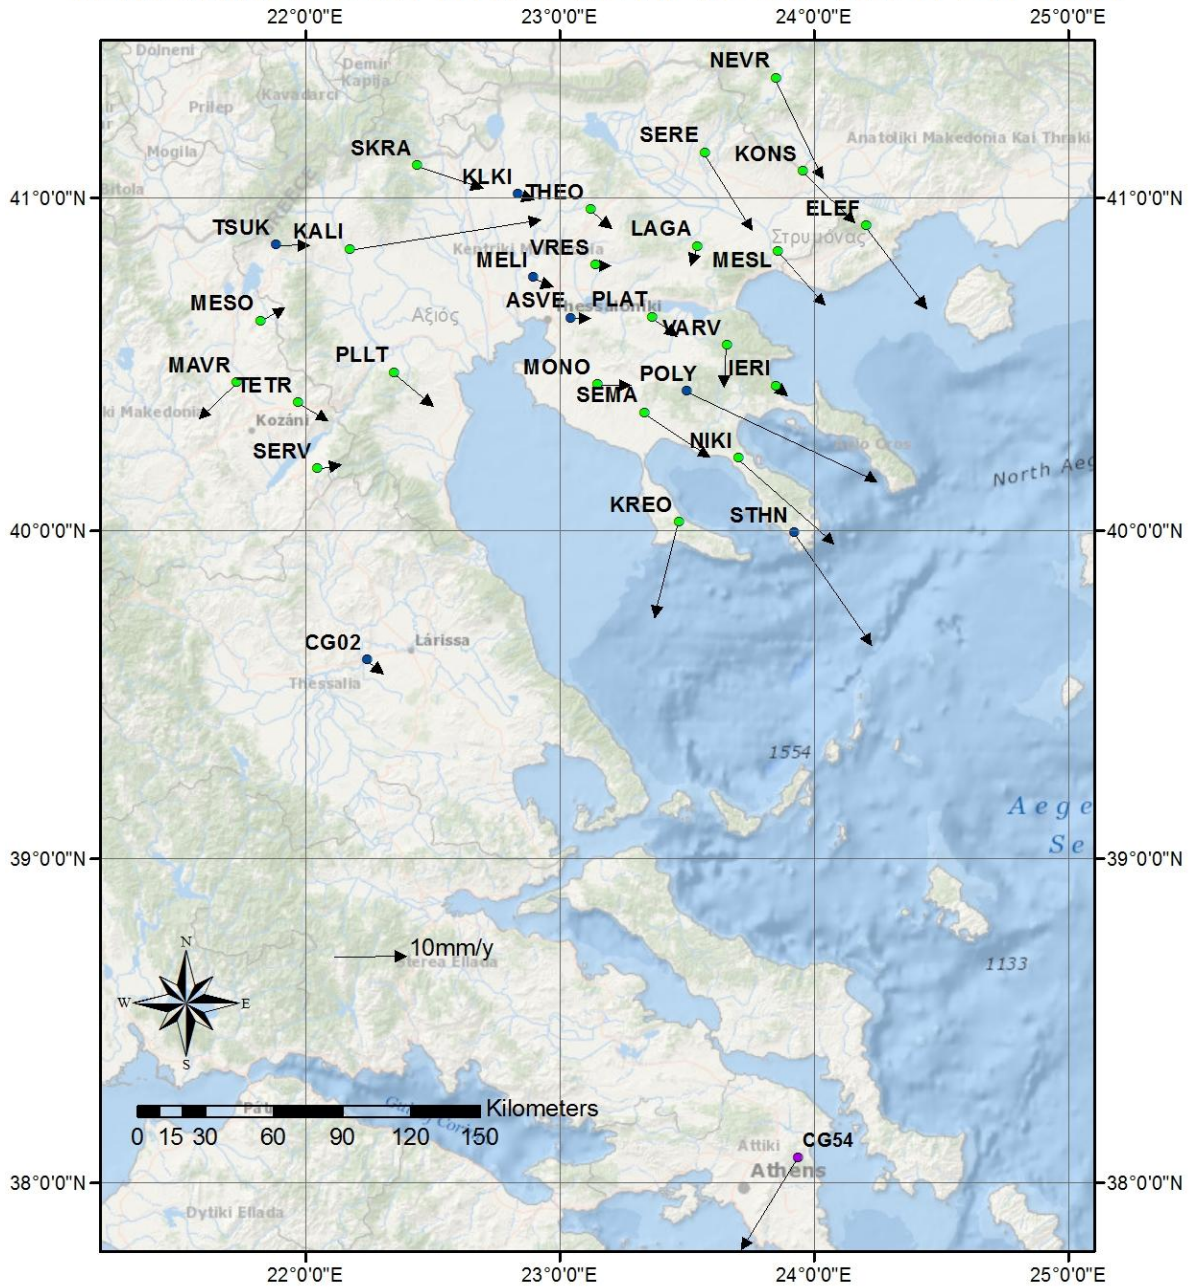 22°0'0"E 23°0'0"E 24°0'0"E 25°0'0"E
Dolneni
Demir
Kapija
NEVR
Kavadarci
Prilep
SERE
Anatoliki Makedonia Kai Thraki
SKRA
KONS
Mogila
KLKI
Bitola
41°0'0"N
THEO
41°0'0"N
ELEF
TSUK
KALI
LAGA
Στρυμόνας
VRES
MELI
MESL
MESO
ASVE
PLAT
Thessaloniki
Αξιός
VARV
PLLT
MAVR
MONO
POLY
IERI
TETR
SEMA
ki Makedonia
Kozáni
NIKI
SERV
North Aeg
KREO
STHN
40°0'0"N
40°0'0"N
CG02
Lárissa
Thessalia
1554
Aege
Se
39°0'0"N
39°0'0"N
10mm/y
Sterea Ellada
1133
N
W
E
S
Kilometers
0 15 30 60 90 120 150
CG54
Attiki
Athens
38°0'0"N
38°0'0"N
Dytiki Ellada
22°0'0"E 23°0'0"E 24°0'0"E 25°0'0"E